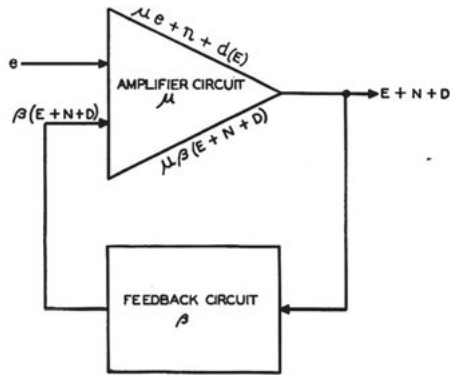 μe + n + d(E)
e
AMPLIFIER CIRCUIT
μ
E + N + D
β(E+N+D)
μβ(E+N+D)
FEEDBACK CIRCUIT
β